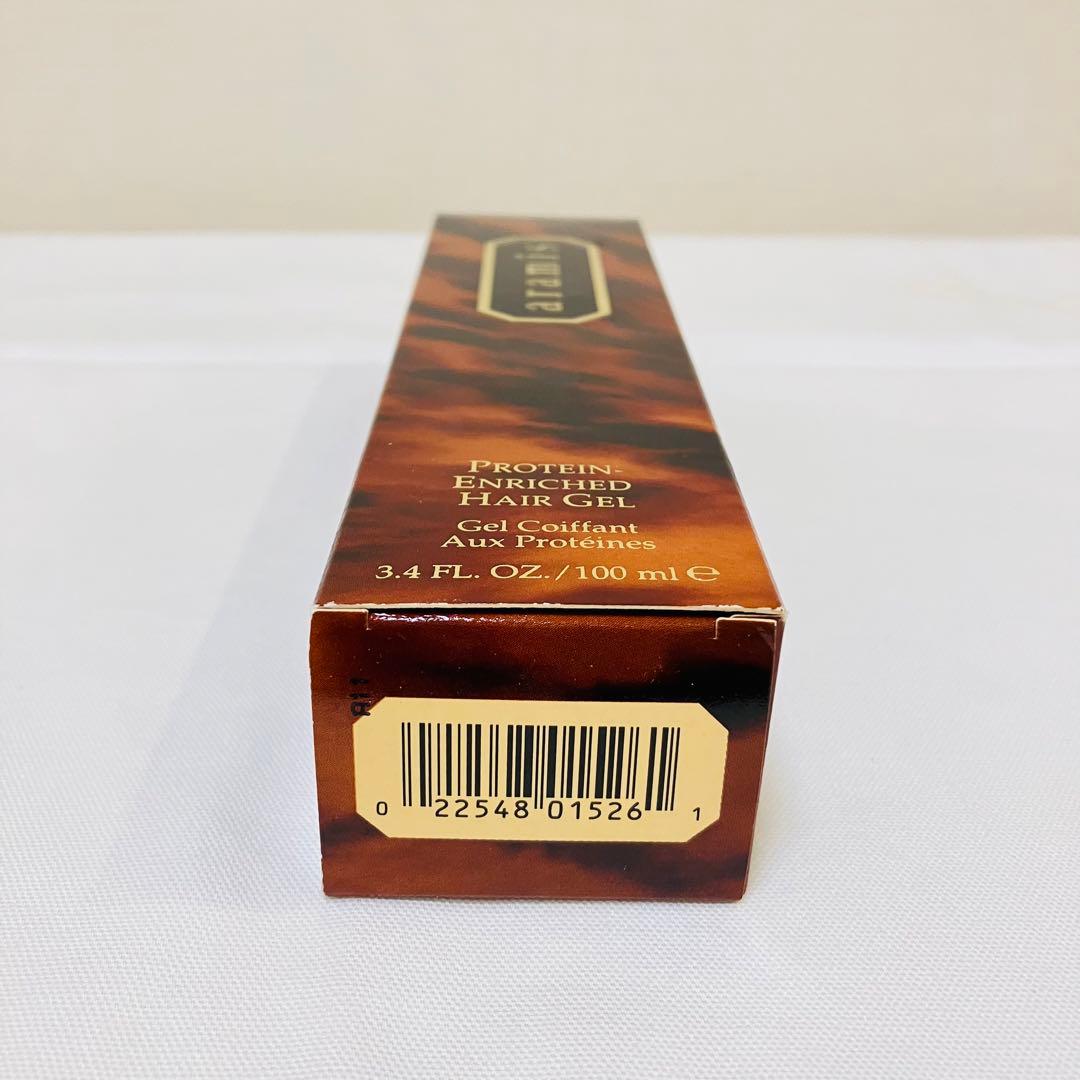 aramis
PROTEIN-
ENRICHED
HAIR GEL
Gel Coiffant
Aux Protéines
3.4 FL. OZ./100 ml ℮
A11
0 22548 01526 1